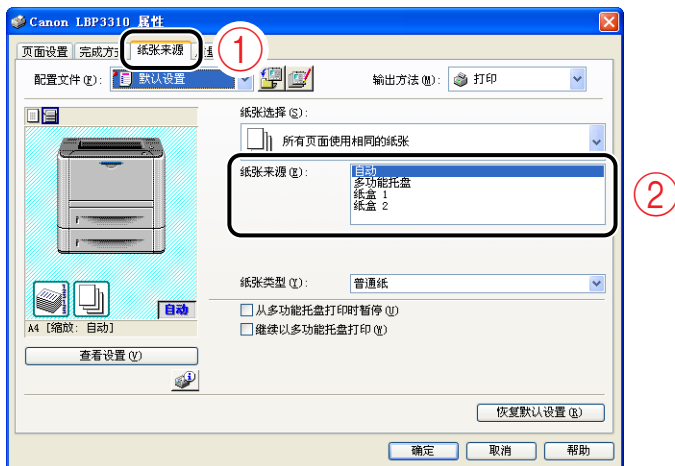 Canon LBP3310 属性
页面设置 完成方 纸张来源
①
配置文件(F): 默认设置 输出方法(M): 打印
纸张选择(S):
所有页面使用相同的纸张
纸张来源(E): 自动
多功能托盘
纸盒 1
纸盒 2
②
纸张类型(Y): 普通纸
自动
从多功能托盘打印时暂停(U)
A4 [缩放: 自动]
继续以多功能托盘打印(W)
查看设置(V)
恢复默认设置(R)
确定 取消 帮助